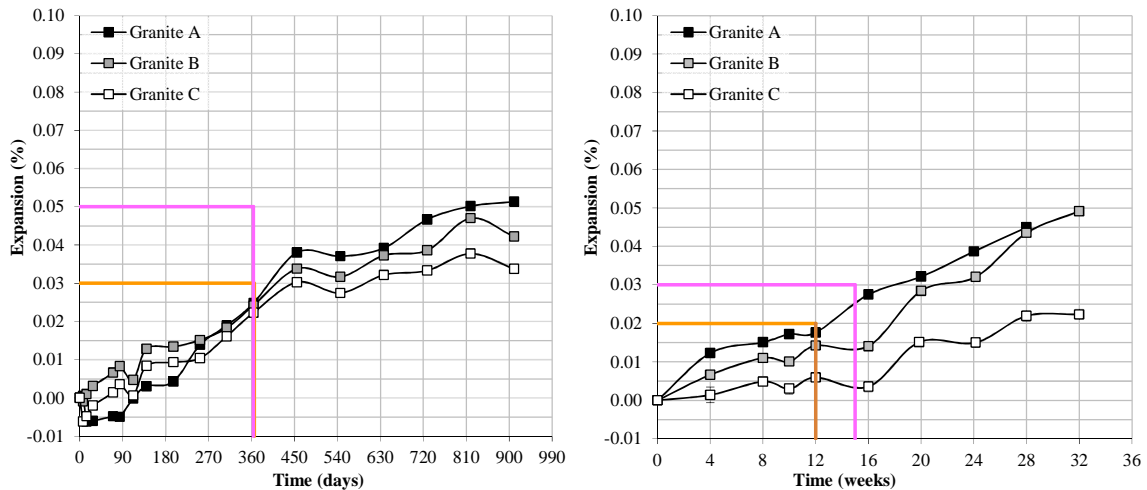 0.10
0.09
0.08
0.07
0.06
0.05
0.04
0.03
0.02
0.01
0.00
-0.01
Expansion (%)
Granite A
Granite B
Granite C
0 90 180 270 360 450 540 630 720 810 900 990
Time (days)
0.10
0.09
0.08
0.07
0.06
0.05
0.04
0.03
0.02
0.01
0.00
-0.01
Expansion (%)
Granite A
Granite B
Granite C
0 4 8 12 16 20 24 28 32 36
Time (weeks)